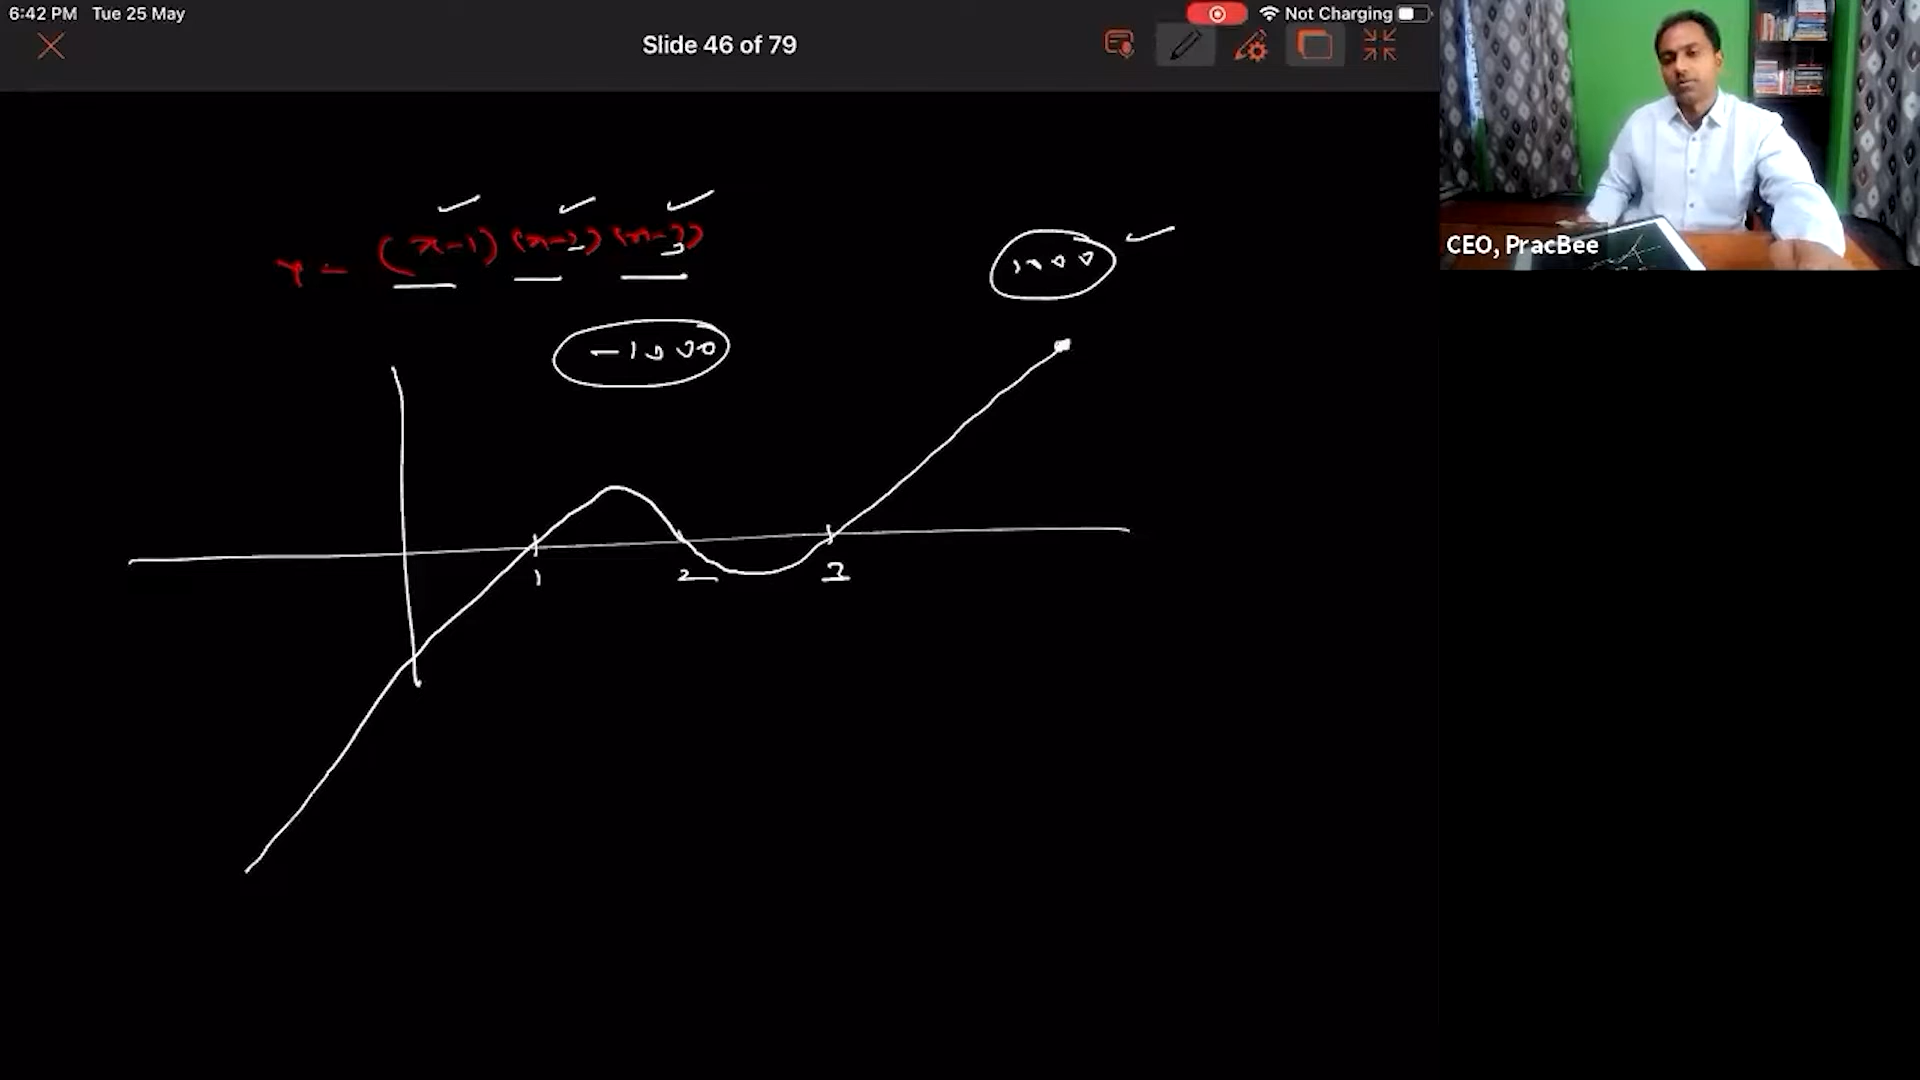 6:42 PM Tue 25 May
Not Charging
Slide 46 of 79
CEO, PracBee
y = (x-1) (x-2) (x-3)
1000
-1000
1 2 3